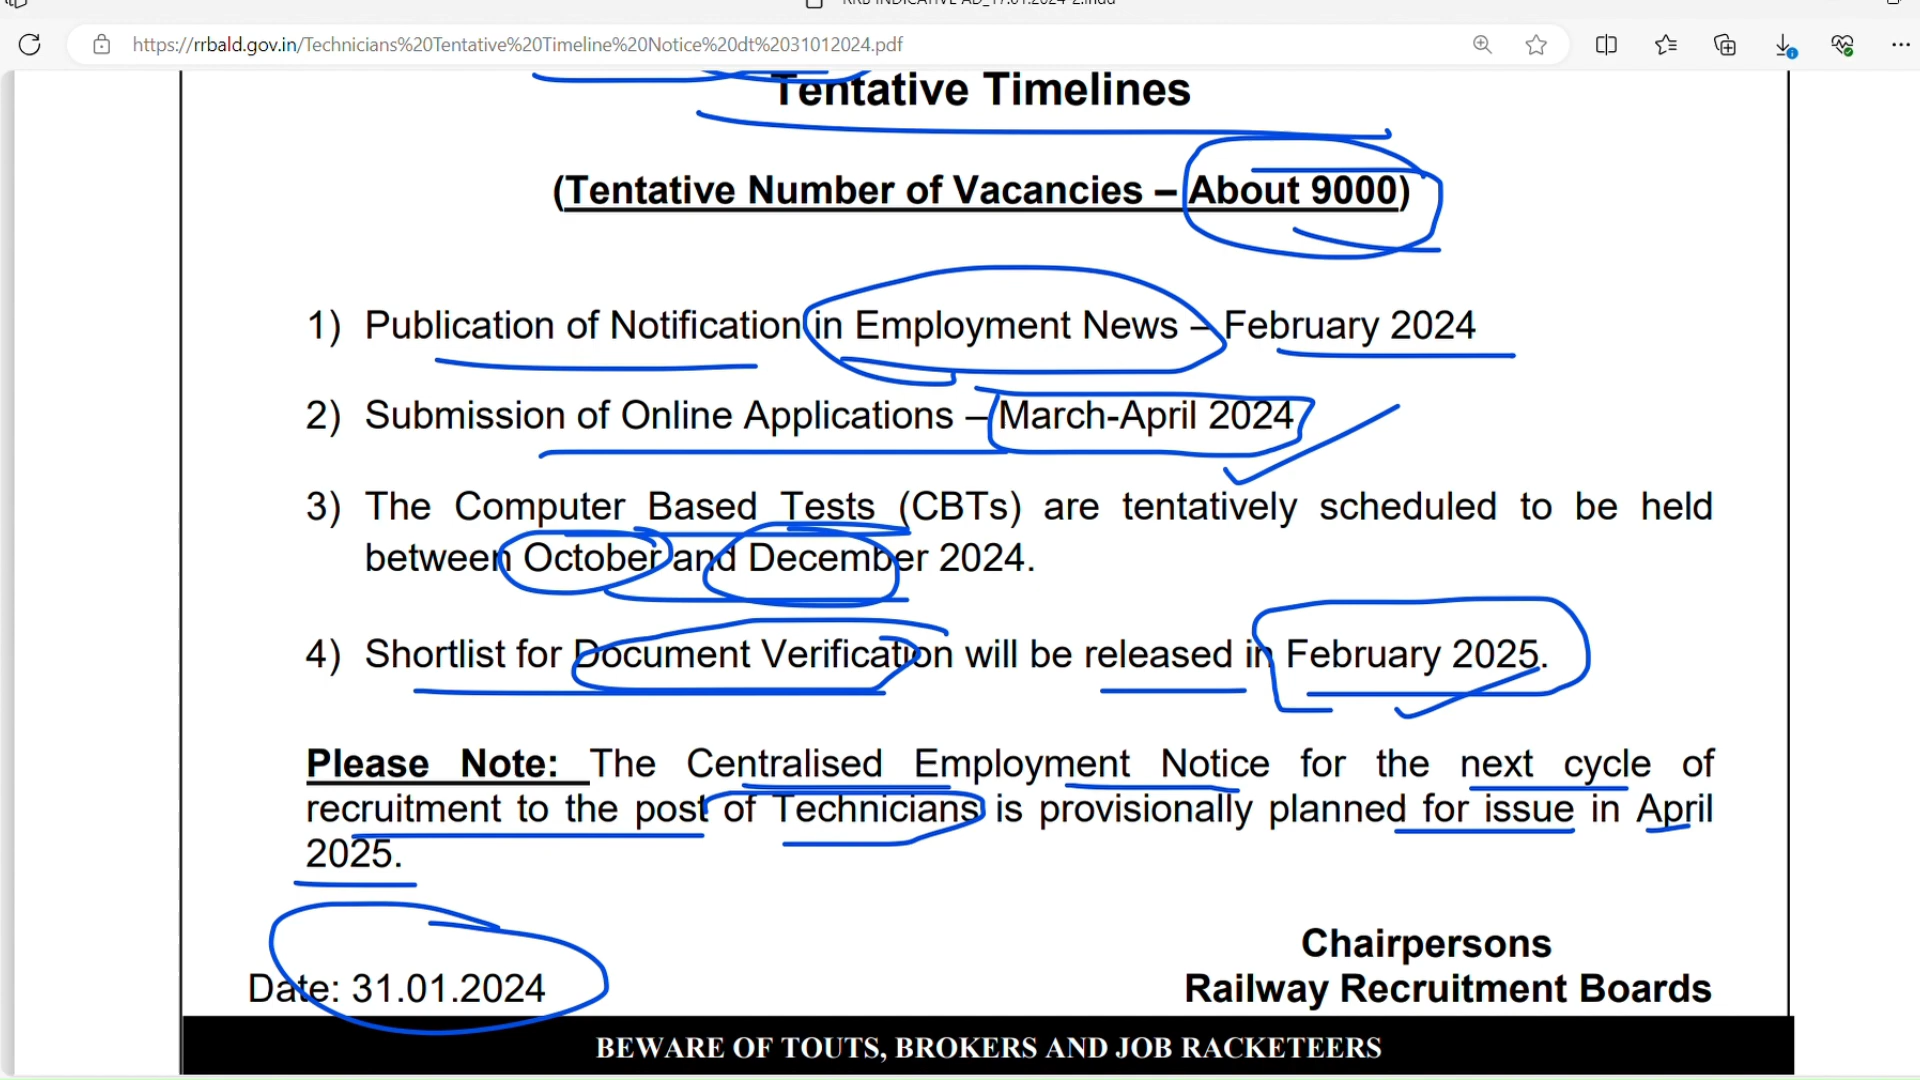 https://rrbald.gov.in/Technicians%20Tentative%20Timeline%20Notice%20dt%2031012024.pdf
Tentative Timelines
(Tentative Number of Vacancies – About 9000)
1) Publication of Notification in Employment News – February 2024
2) Submission of Online Applications – March-April 2024
3) The Computer Based Tests (CBTs) are tentatively scheduled to be held
between October and December 2024.
4) Shortlist for Document Verification will be released in February 2025.
Please Note: The Centralised Employment Notice for the next cycle of
recruitment to the post of Technicians is provisionally planned for issue in April
2025.
Chairpersons
Date: 31.01.2024 Railway Recruitment Boards
BEWARE OF TOUTS, BROKERS AND JOB RACKETEERS